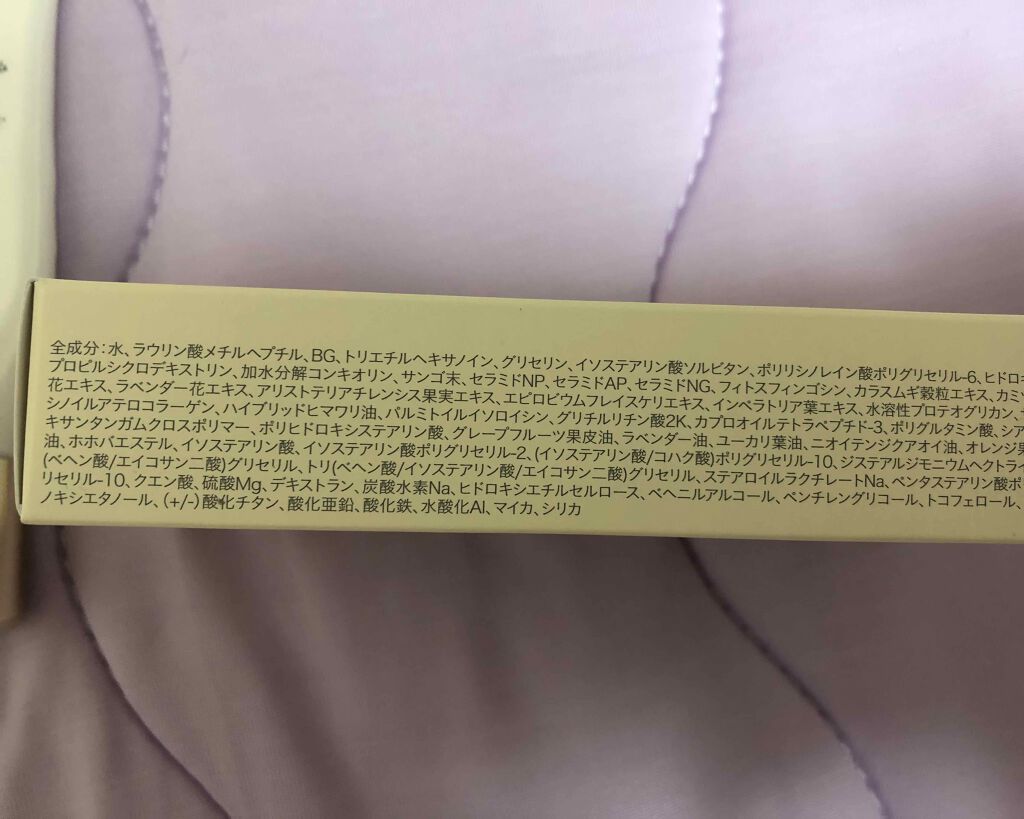 全成分：水、ラウリン酸メチルヘプチル、BG、トリエチルヘキサノイン、グリセリン、イソステアリン酸ソルビタン、ポリリシノレイン酸ポリグリセリル-6、ヒドロキ
プロピルシクロデキストリン、加水分解コンキオリン、サンゴ末、セラミドNP、セラミドAP、セラミドNG、フィトスフィンゴシン、カラスムギ穀粒エキス、カミツ
花エキス、ラベンダー花エキス、アリストテリアチレンシス果実エキス、エピロビウムフレイスケリエキス、インペラトリア葉エキス、水溶性プロテオグリカン、
シノイルアテロコラーゲン、ハイブリッドヒマワリ油、パルミトイルイソロイシン、グリチルリチン酸2K、カプロオイルテトラペプチド-3、ポリグルタミン酸、シア
キサンタンガムクロスポリマー、ポリヒドロキシステアリン酸、グレープフルーツ果皮油、ラベンダー油、ユーカリ葉油、ニオイテンジクアオイ油、オレンジ果
油、ホホバエステル、イソステアリン酸、イソステアリン酸ポリグリセリル-2、(イソステアリン酸/コハク酸)ポリグリセリル-10、ジステアルジモニウムヘクトライ
(ベヘン酸/エイコサン二酸)グリセリル、トリ(ベヘン酸/イソステアリン酸/エイコサン二酸)グリセリル、ステアロイルラクチレートNa、ペンタステアリン酸ポ
リセリル-10、クエン酸、硫酸Mg、デキストラン、炭酸水素Na、ヒドロキシエチルセルロース、ベヘニルアルコール、ペンチレングリコール、トコフェロール、
ノキシエタノール、(+/-)酸化チタン、酸化亜鉛、酸化鉄、水酸化Al、マイカ、シリカ